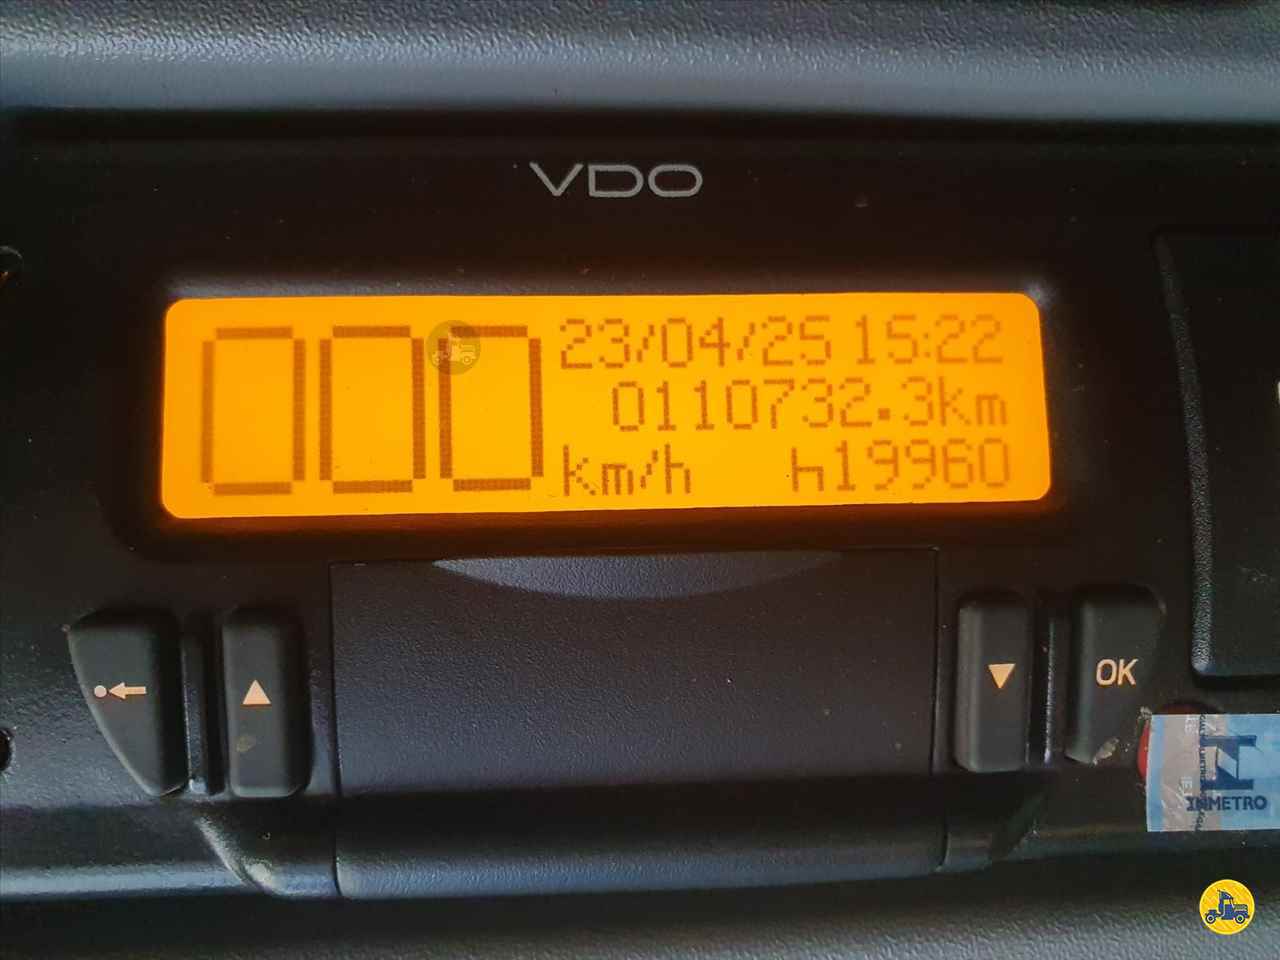 VDO
000
23/04/25 15:22
0110732.3km
km/h h19960
OK
INMETRO